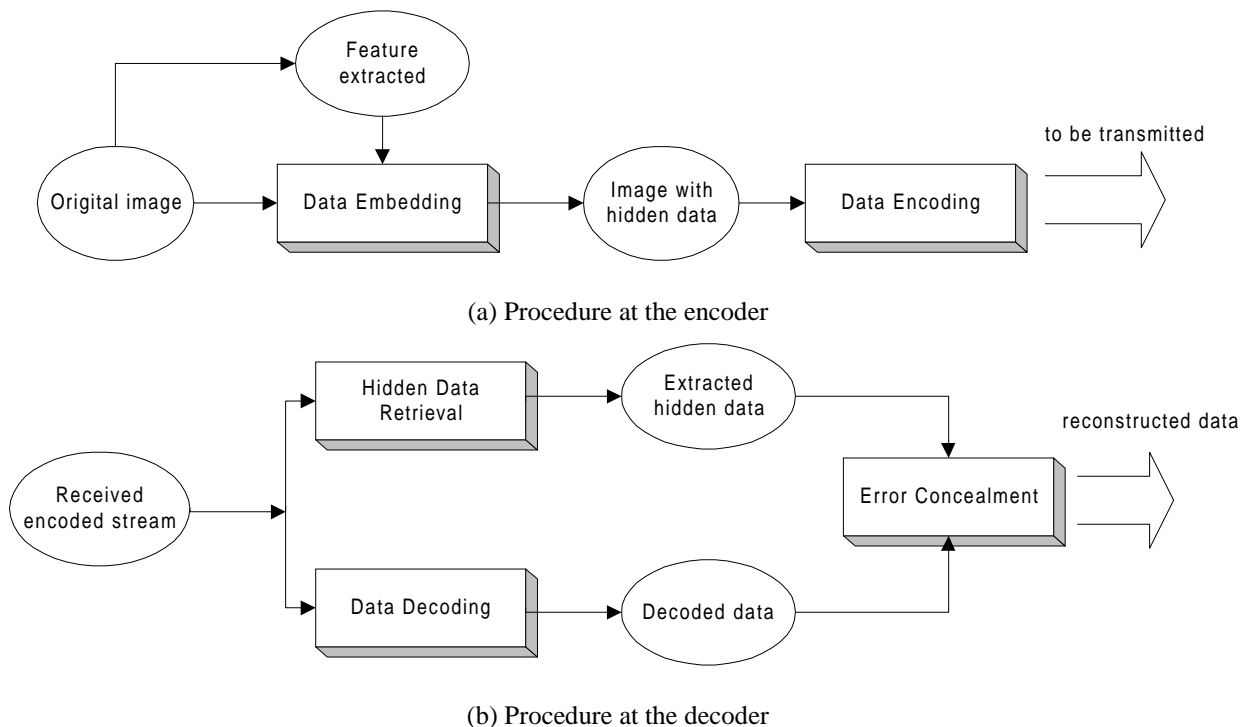 Feature
extracted
to be transmitted
Origital image
Data Embedding
Image with
hidden data
Data Encoding
(a) Procedure at the encoder
Hidden Data
Retrieval
Extracted
hidden data
reconstructed data
Received
encoded stream
Error Concealment
Data Decoding
Decoded data
(b) Procedure at the decoder